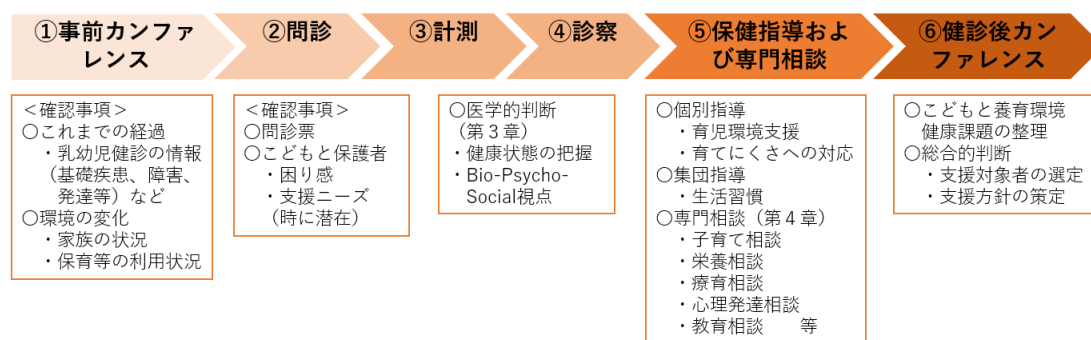 ①事前カンファ
レンス
②問診
③計測
④診察
⑤保健指導およ
び専門相談
⑥健診後カン
ファレンス
＜確認事項＞
○これまでの経過
・乳幼児健診の情報
（基礎疾患、障害、
発達等）など
○環境の変化
・家族の状況
・保育等の利用状況
＜確認事項＞
○問診票
○こどもと保護者
・困り感
・支援ニーズ
（時に潜在）
○医学的判断
（第３章）
・健康状態の把握
・Bio-Psycho-
Social視点
○個別指導
・育児環境支援
・育てにくさへの対応
○集団指導
・生活習慣
○専門相談（第４章）
・子育て相談
・栄養相談
・療育相談
・心理発達相談
・教育相談　　等
○こどもと養育環境
健康課題の整理
○総合的判断
・支援対象者の選定
・支援方針の策定